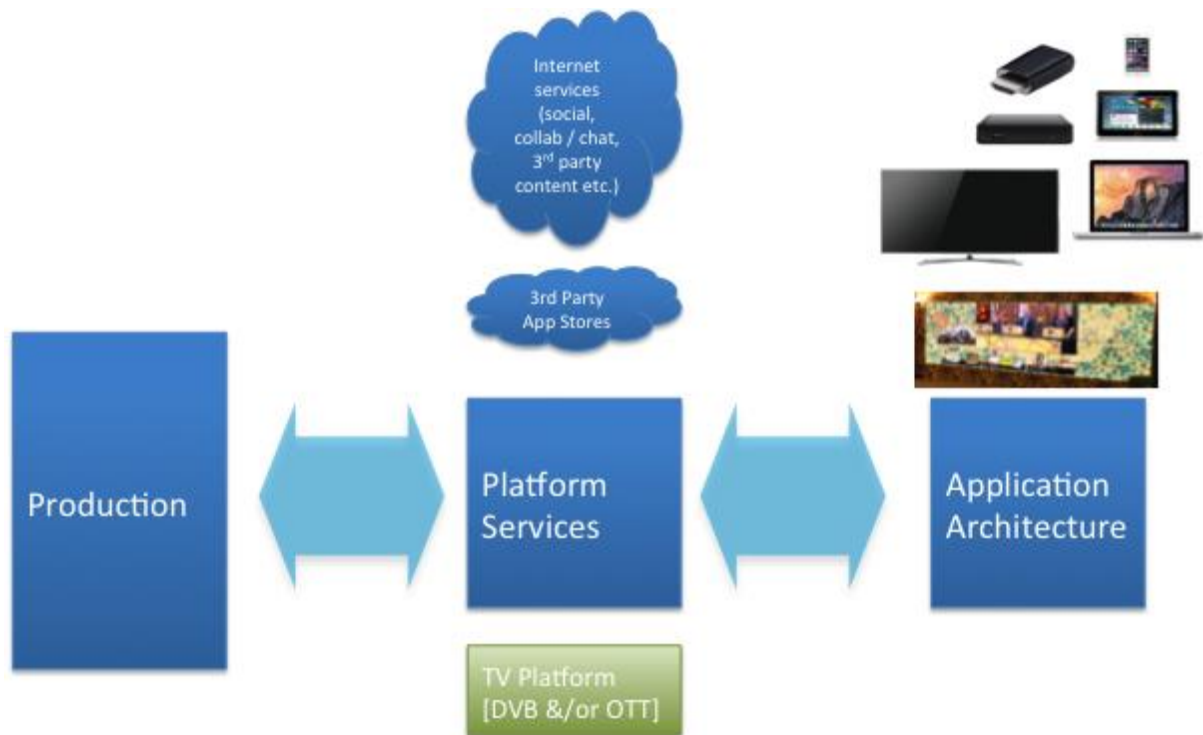 Internet
services
(social,
collab / chat,
3rd party
content etc.)
3rd Party
App Stores
Production
Platform
Services
Application
Architecture
TV Platform
[DVB &/or OTT]